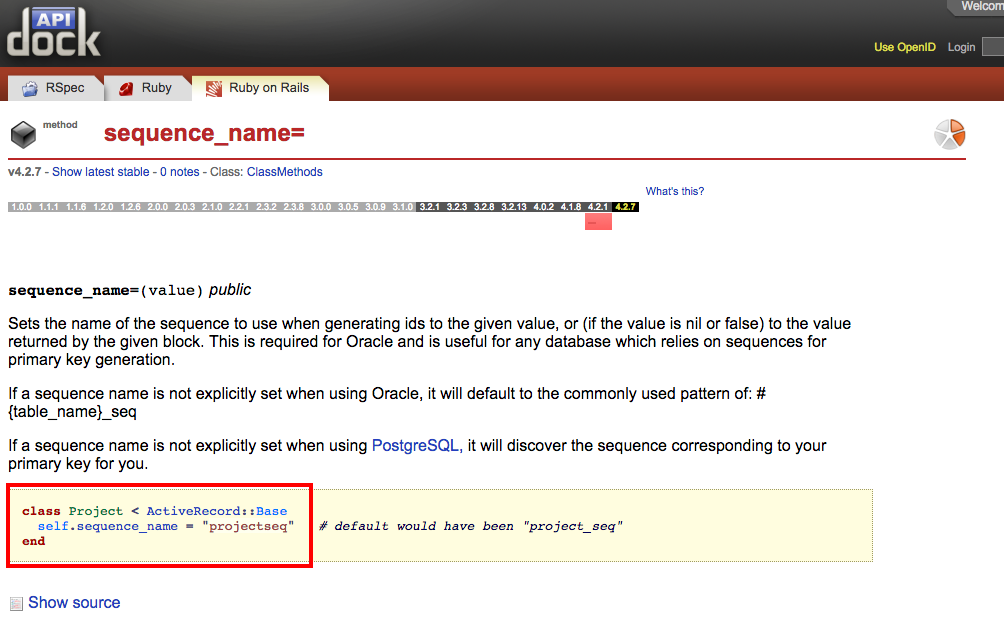 Welcom
API
dock
Use OpenID Login
RSpec Ruby Ruby on Rails
method sequence_name=
v4.2.7 - Show latest stable - 0 notes - Class: ClassMethods
What's this?
1.0.0 1.1.1 1.1.6 1.2.0 1.2.6 2.0.0 2.0.3 2.1.0 2.2.1 2.3.2 2.3.8 3.0.0 3.0.5 3.0.9 3.1.0 3.2.1 3.2.3 3.2.8 3.2.13 4.0.2 4.1.8 4.2.1 4.2.7
sequence_name=(value) public
Sets the name of the sequence to use when generating ids to the given value, or (if the value is nil or false) to the value
returned by the given block. This is required for Oracle and is useful for any database which relies on sequences for
primary key generation.
If a sequence name is not explicitly set when using Oracle, it will default to the commonly used pattern of: #
{table_name}_seq
If a sequence name is not explicitly set when using PostgreSQL, it will discover the sequence corresponding to your
primary key for you.
class Project < ActiveRecord::Base
self.sequence_name = "projectseq" # default would have been "project_seq"
end
Show source